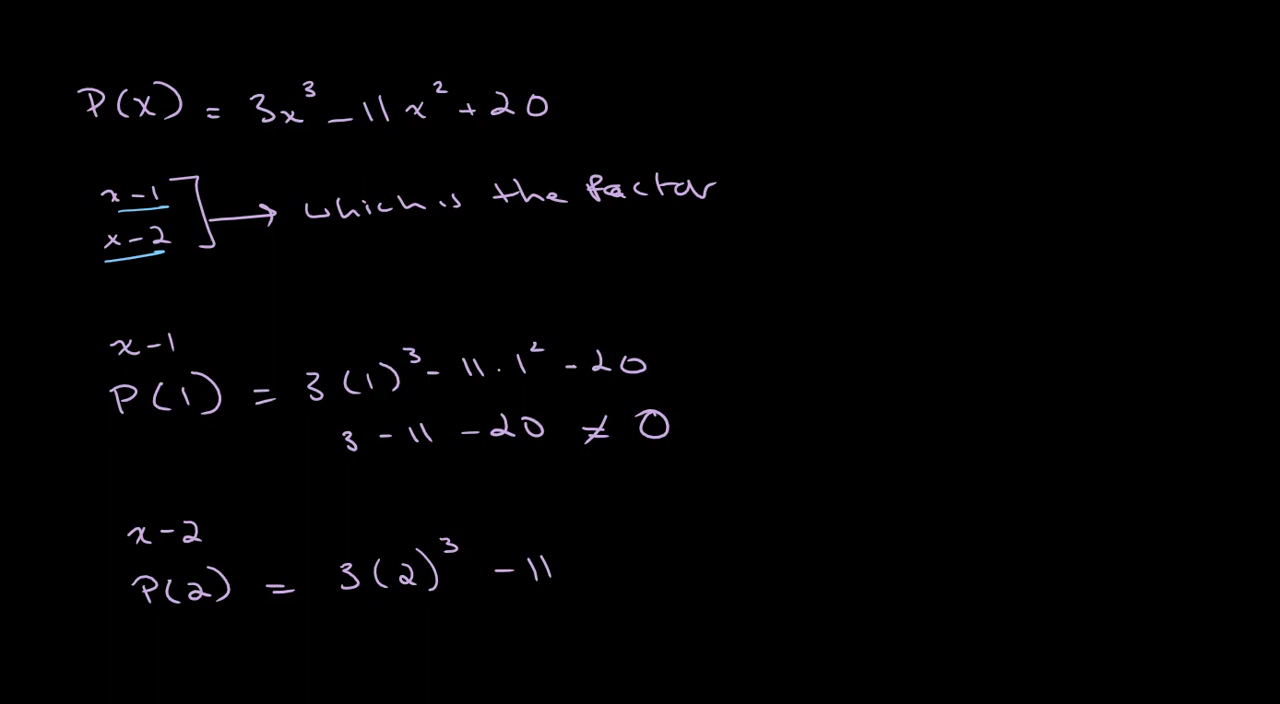 P(x) = 3x³ - 11x² + 20
x - 1
x - 2
which is the factor
x - 1
P(1) = 3(1)³ - 11 . 1² - 20
3 - 11 - 20 ≠ 0
x - 2
P(2) = 3(2)³ - 11